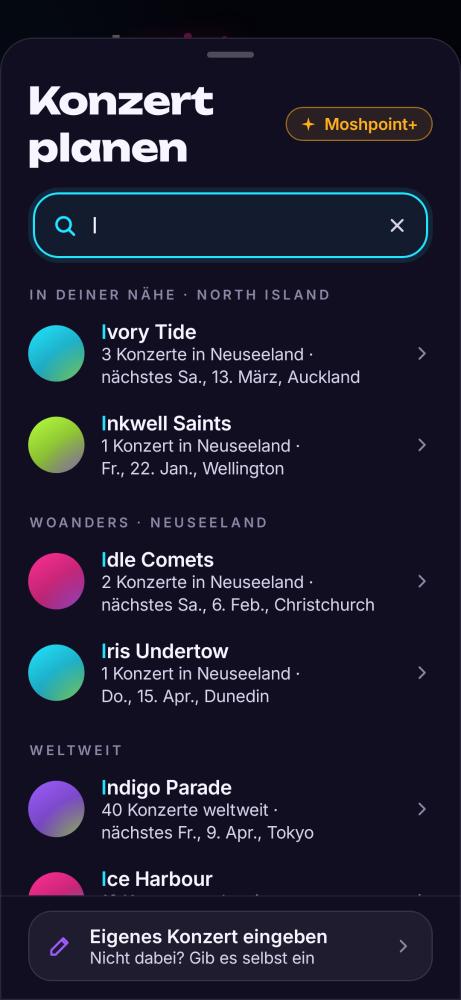 Konzert
planen
Moshpoint+
I
IN DEINER NÄHE · NORTH ISLAND
Ivory Tide
3 Konzerte in Neuseeland ·
nächstes Sa., 13. März, Auckland
Inkwell Saints
1 Konzert in Neuseeland ·
Fr., 22. Jan., Wellington
WOANDERS · NEUSEELAND
Idle Comets
2 Konzerte in Neuseeland ·
nächstes Sa., 6. Feb., Christchurch
Iris Undertow
1 Konzert in Neuseeland ·
Do., 15. Apr., Dunedin
WELTWEIT
Indigo Parade
40 Konzerte weltweit ·
nächstes Fr., 9. Apr., Tokyo
Ice Harbour
Eigenes Konzert eingeben
Nicht dabei? Gib es selbst ein